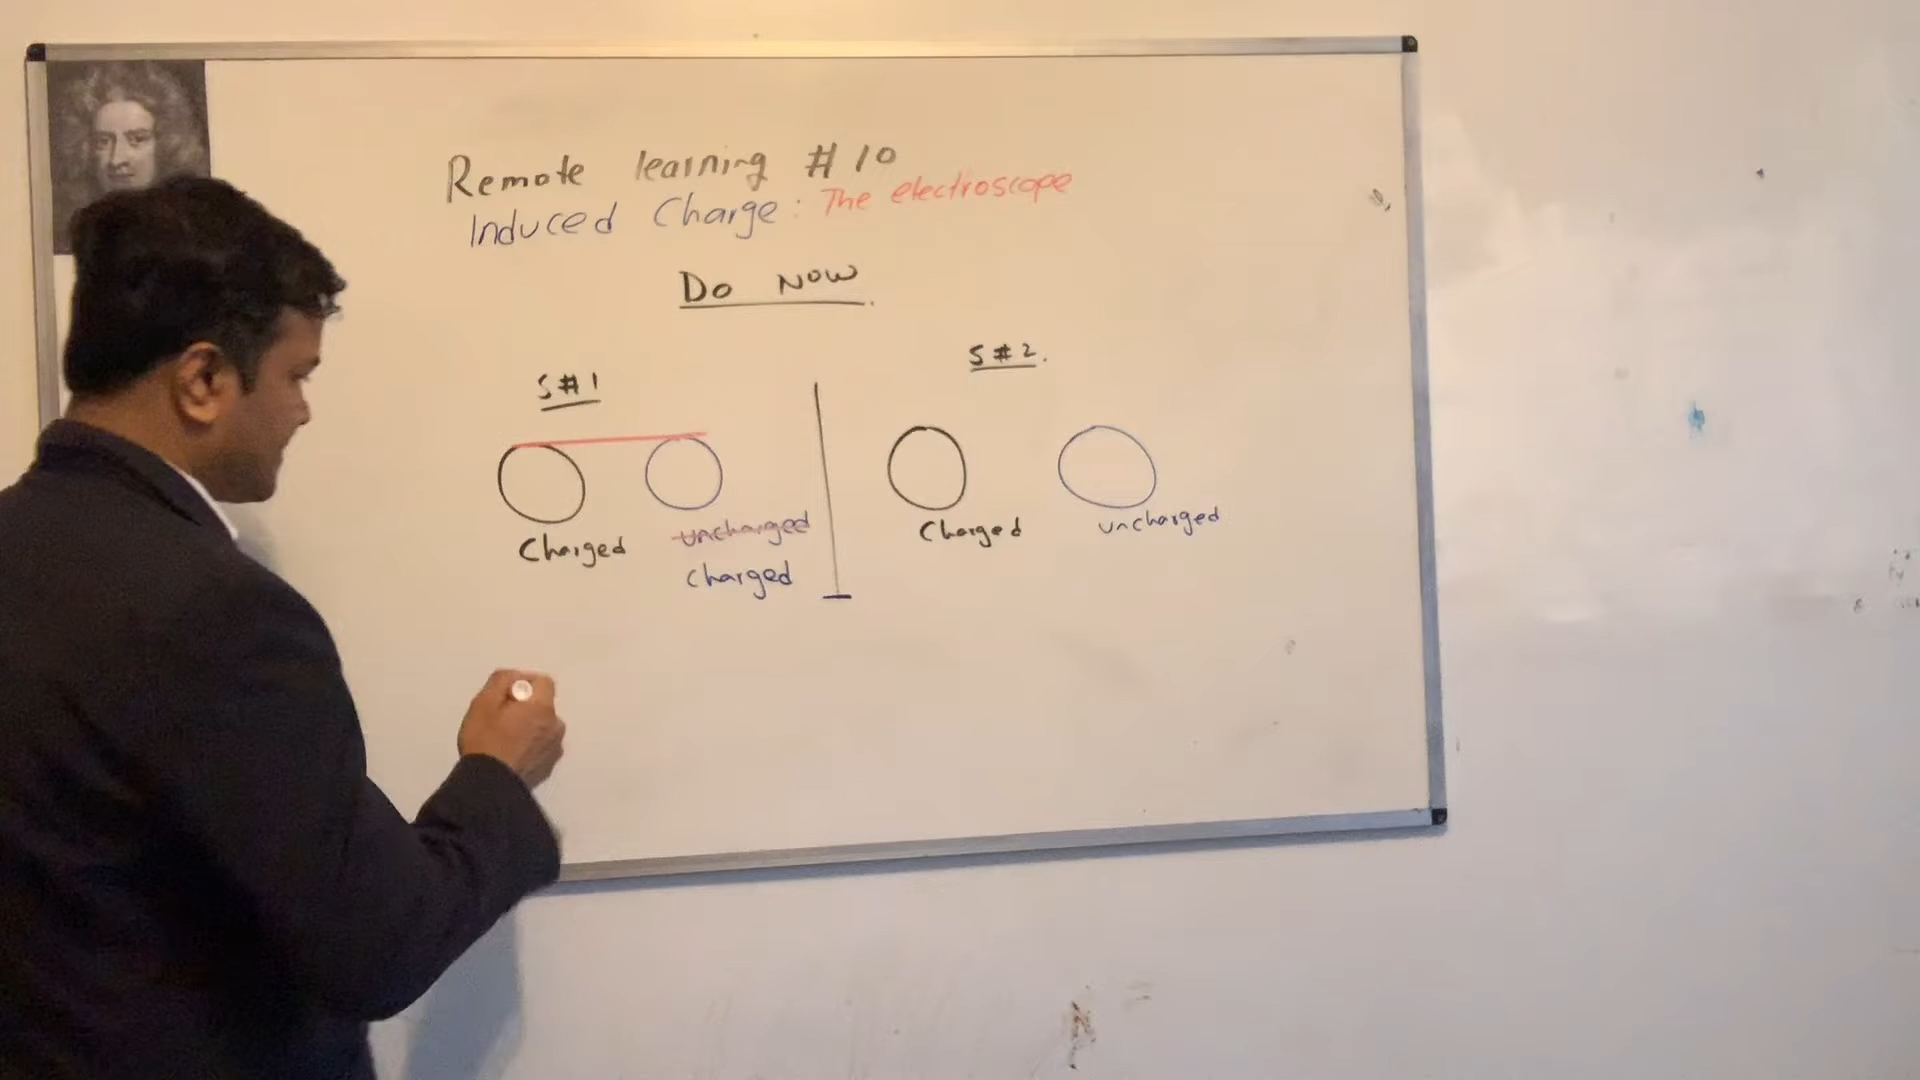 Remote learning #10
Induced Charge: The electroscope
Do Now
S#1
S#2.
Charged
uncharged
charged
Charged
uncharged